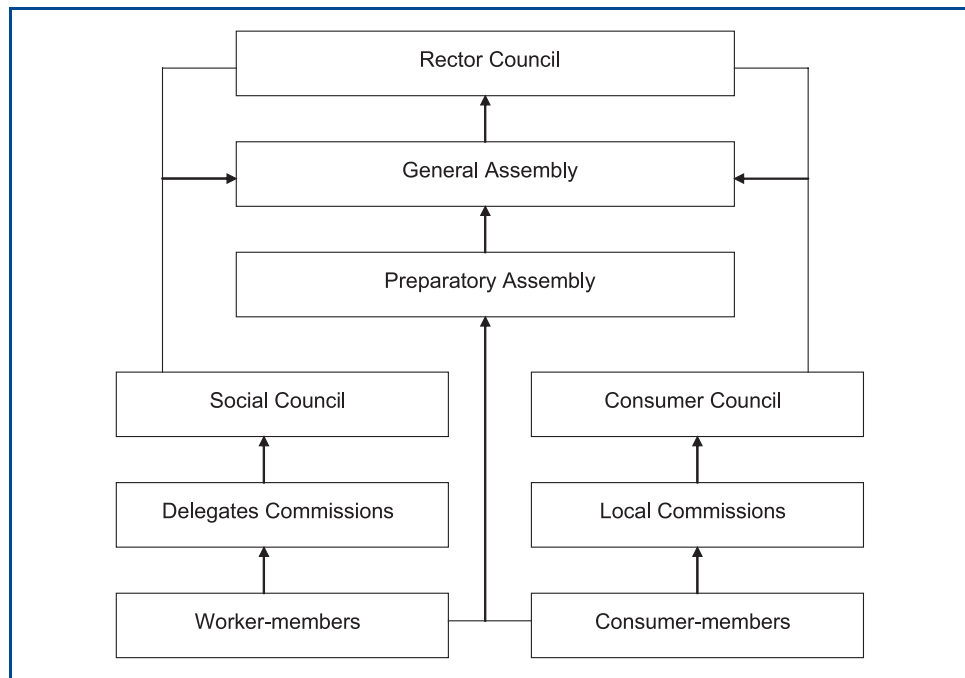 Rector Council
General Assembly
Preparatory Assembly
Social Council
Consumer Council
Delegates Commissions
Local Commissions
Worker-members
Consumer-members